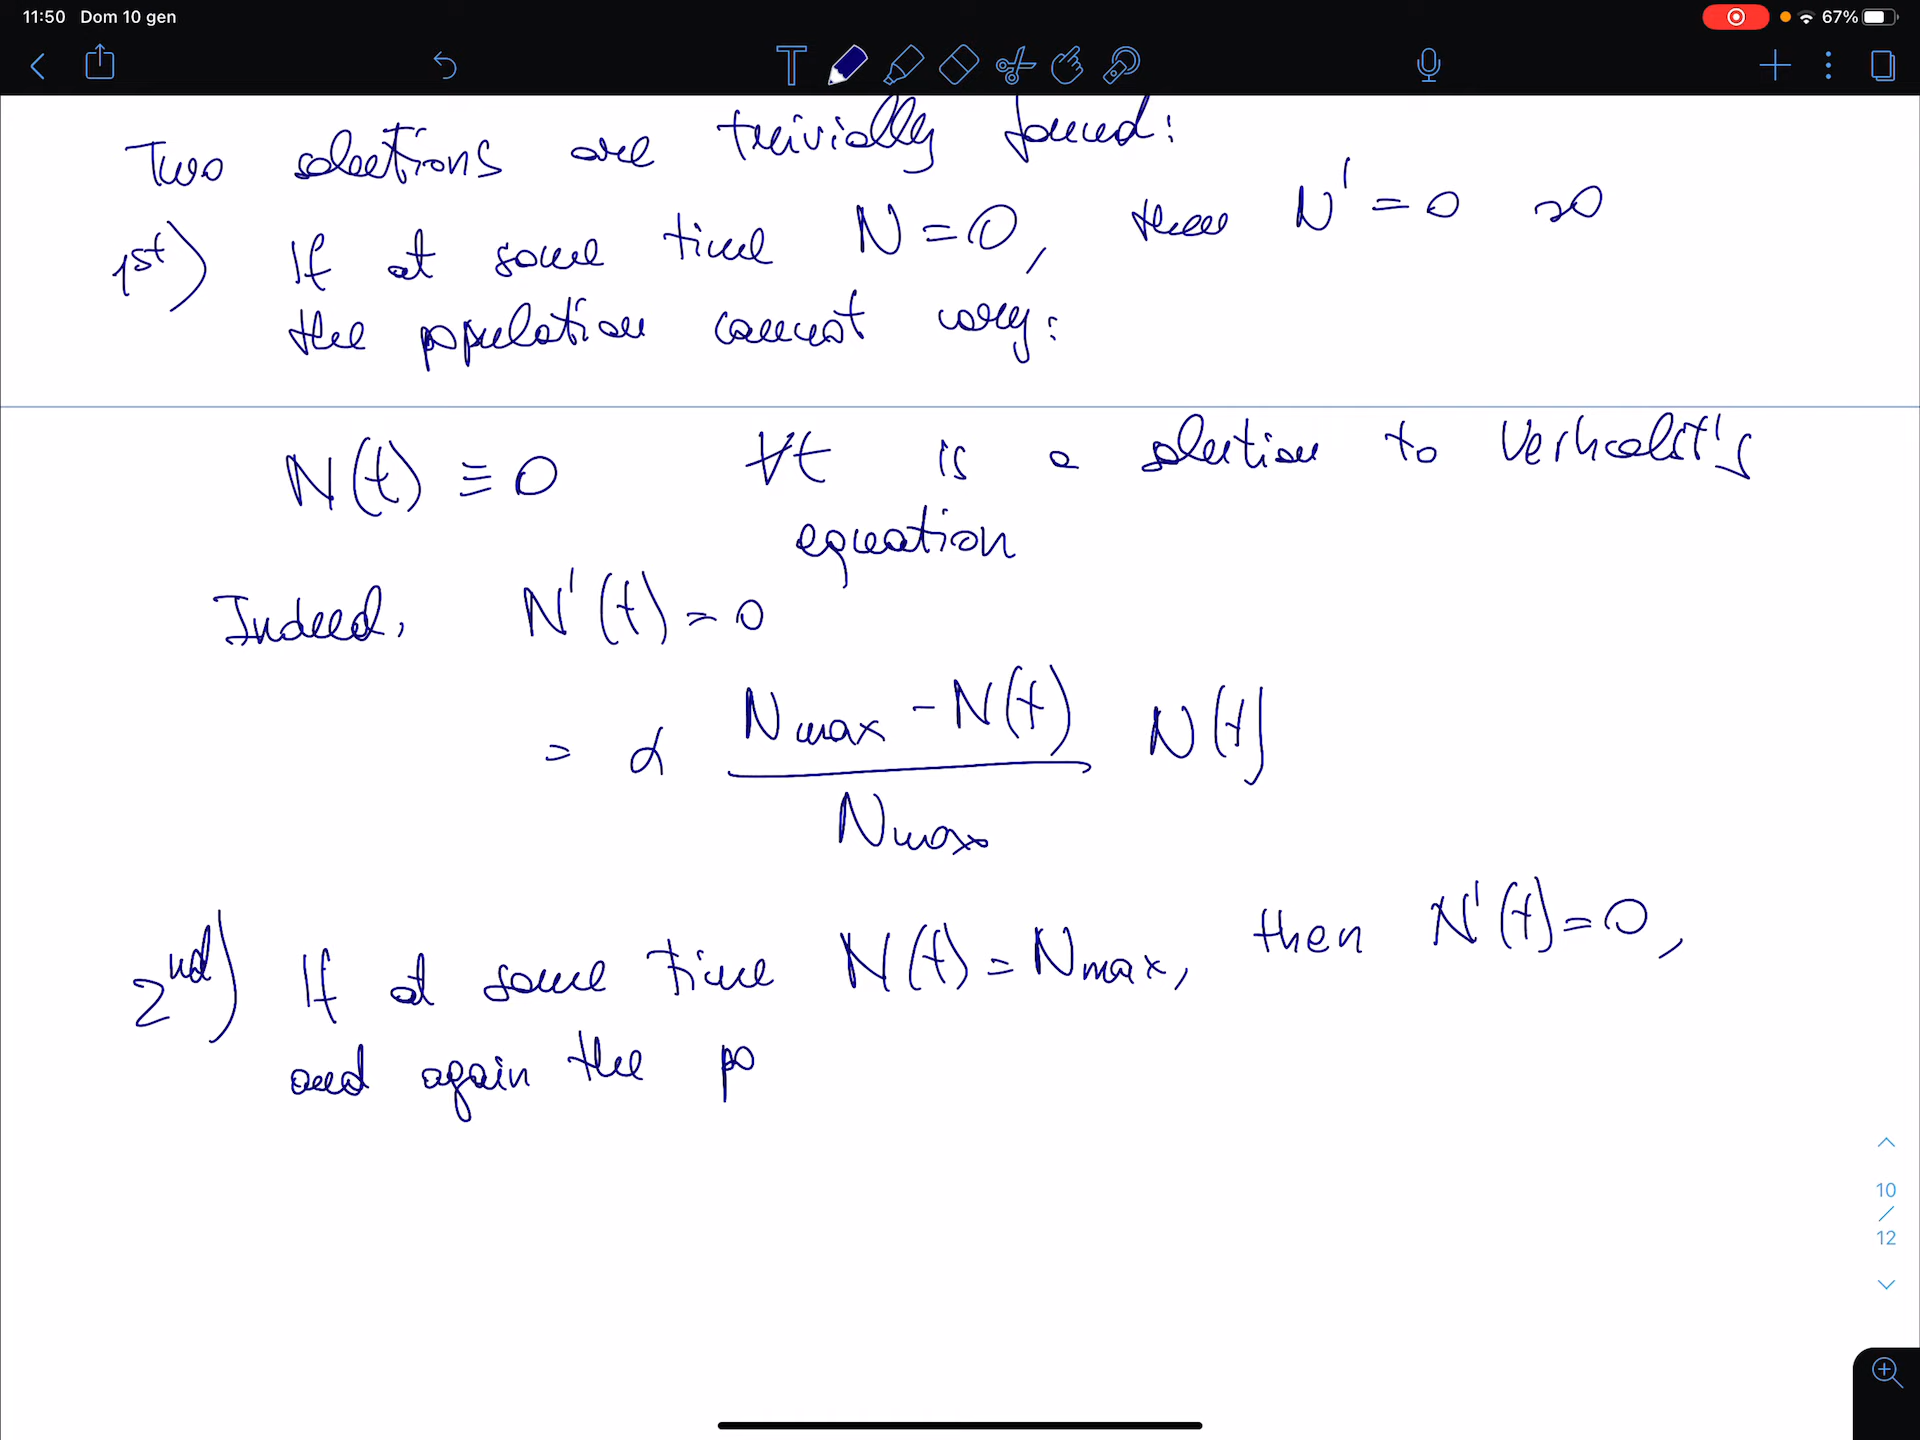 11:50 Dom 10 gen 67%
T
Two solutions are trivially found:
1st) If at some time N = 0, then N' = 0 so
the population cannot vary:
N(t) ≡ 0 ∀t is a solution to Verhulst's
equation
Indeed, N'(t) = 0
= α (Nmax - N(t)) / Nmax N(t)
2nd) If at some time N(t) = Nmax, then N'(t) = 0,
and again the po
10
/
12